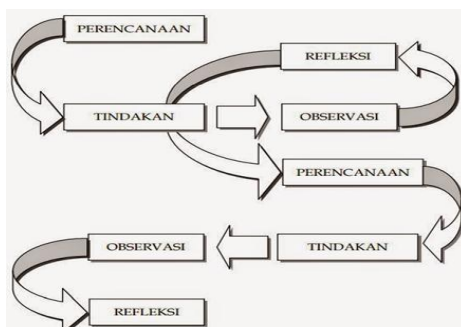 PERENCANAAN
REFLEKSI
TINDAKAN
OBSERVASI
PERENCANAAN
OBSERVASI
TINDAKAN
REFLEKSI